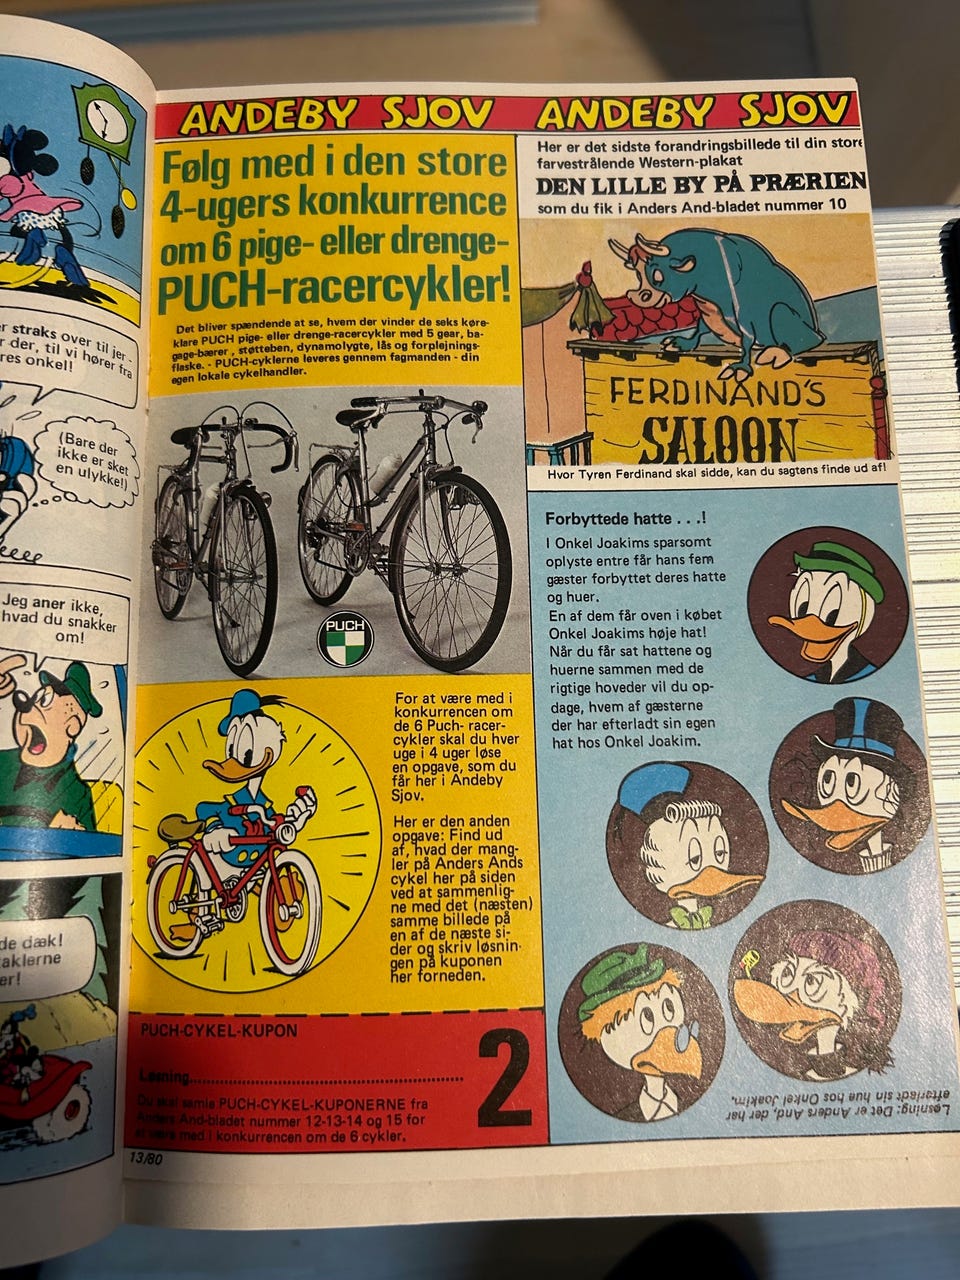 r straks over til jer -
r der, til vi hører fra
res onkel!
(Bare der
ikke er sket
en ulykke!)
Jeg aner ikke,
hvad du snakker
om!
de dæk!
taklerne
er!
ANDEBY SJOV
Følg med i den store
4-ugers konkurrence
om 6 pige- eller drenge-
PUCH-racercykler!
Det bliver spændende at se, hvem der vinder de seks køre-
klare PUCH pige- eller drenge-racercykler med 5 gear, ba-
gage-bærer, støtteben, dynamolygte, lås og forplejnings-
flaske. - PUCH-cyklerne leveres gennem fagmanden - din
egen lokale cykelhandler.
PUCH
For at være med i
konkurrencen om
de 6 Puch- racer-
cykler skal du hver
uge i 4 uger løse
en opgave, som du
får her i Andeby
Sjov.
Her er den anden
opgave: Find ud
af, hvad der mang-
ler på Anders Ands
cykel her på siden
ved at sammenlig-
ne med det (næsten)
samme billede på
en af de næste si-
der og skriv løsnin-
gen på kuponen
her forneden.
PUCH-CYKEL-KUPON
Løsning
2
Du skal samle PUCH-CYKEL-KUPONERNE fra
Anders And-bladet nummer 12-13-14 og 15 for
at være med i konkurrencen om de 6 cykler.
13/80
ANDEBY SJOV
Her er det sidste forandringsbillede til din store
farvestrålende Western-plakat
DEN LILLE BY PÅ PRÆRIEN
som du fik i Anders And-bladet nummer 10
FERDINAND'S
SALOON
Hvor Tyren Ferdinand skal sidde, kan du sagtens finde ud af!
Forbyttede hatte . . .!
I Onkel Joakims sparsomt
oplyste entre får hans fem
gæster forbyttet deres hatte
og huer.
En af dem får oven i købet
Onkel Joakims høje hat!
Når du får sat hattene og
huerne sammen med de
rigtige hoveder vil du op-
dage, hvem af gæsterne
der har efterladt sin egen
hat hos Onkel Joakim.
Løsning: Det er Anders And, der har
efterladt sin hue hos Onkel Joakim.